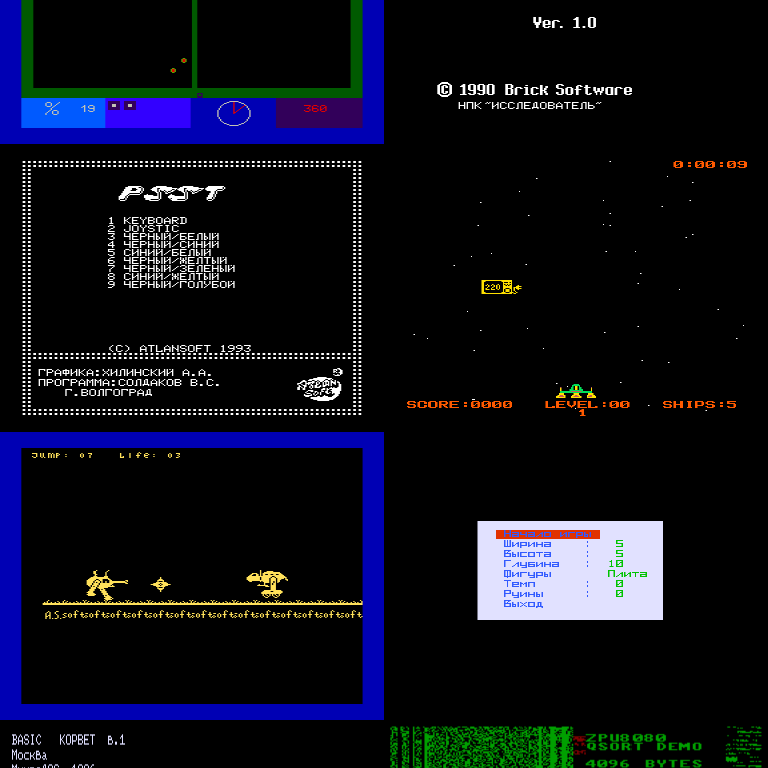 % 19
360
Ver. 1.0
© 1990 Brick Software
НПК "ИССЛЕДОВАТЕЛЬ"
PSST
1 KEYBOARD
2 JOYSTIC
3 ЧЕРНЫЙ/БЕЛЫЙ
4 ЧЕРНЫЙ/СИНИЙ
5 СИНИЙ/БЕЛЫЙ
6 ЧЕРНЫЙ/ЖЕЛТЫЙ
7 ЧЕРНЫЙ/ЗЕЛЕНЫЙ
8 СИНИЙ/ЖЕЛТЫЙ
9 ЧЕРНЫЙ/ГОЛУБОЙ
(C) ATLANSOFT 1993
ГРАФИКА:ХИЛИНСКИЙ А.А.
ПРОГРАММА:СОЛДАКОВ В.С.
Г.ВОЛГОГРАД
0:00:09
220
SCORE:0000 LEVEL:00 SHIPS:5
1
Jump: 07 Life: 03
A.S.softsoftsoftsoftsoftsoftsoftsoftsoftsoftsoftsoft
Ширина : 5
Высота : 5
Глубина : 10
Фигуры Плита
Темп : 0
Руины : 0
Выход
BASIC КОРВЕТ В.1
Москва
ZPU8080
QSORT DEMO
4096 BYTES